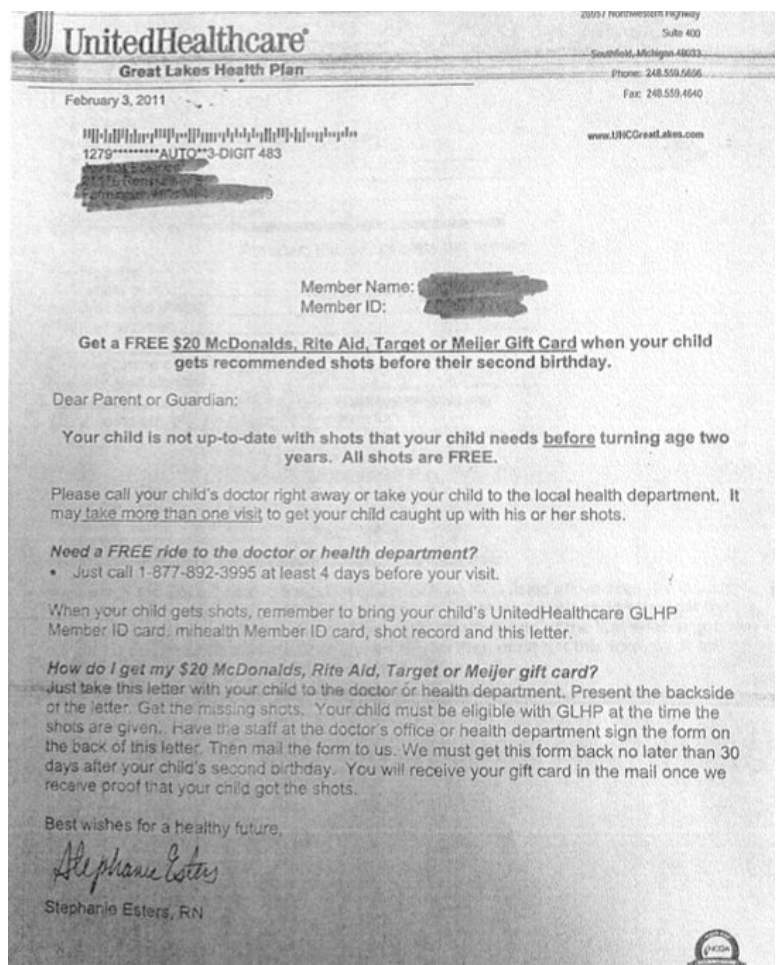 UnitedHealthcare®
Great Lakes Health Plan
Northwestern Highway
Suite 400
Southfield, Michigan 48033
Phone: 248.559.5656
Fax: 248.559.4640
www.UHCGreatLakes.com
February 3, 2011
1279*********AUTO**3-DIGIT 483
Member Name:
Member ID:
Get a FREE $20 McDonalds, Rite Aid, Target or Meijer Gift Card when your child
gets recommended shots before their second birthday.
Dear Parent or Guardian:
Your child is not up-to-date with shots that your child needs before turning age two
years. All shots are FREE.
Please call your child's doctor right away or take your child to the local health department. It
may take more than one visit to get your child caught up with his or her shots.
Need a FREE ride to the doctor or health department?
• Just call 1-877-892-3995 at least 4 days before your visit.
When your child gets shots, remember to bring your child's UnitedHealthcare GLHP
Member ID card, mihealth Member ID card, shot record and this letter.
How do I get my $20 McDonalds, Rite Aid, Target or Meijer gift card?
Just take this letter with your child to the doctor or health department. Present the backside
of the letter. Get the missing shots. Your child must be eligible with GLHP at the time the
shots are given. Have the staff at the doctor's office or health department sign the form on
the back of this letter. Then mail the form to us. We must get this form back no later than 30
days after your child's second birthday. You will receive your gift card in the mail once we
receive proof that your child got the shots.
Best wishes for a healthy future,
Stephanie Esters
Stephanie Esters, RN
NCQA